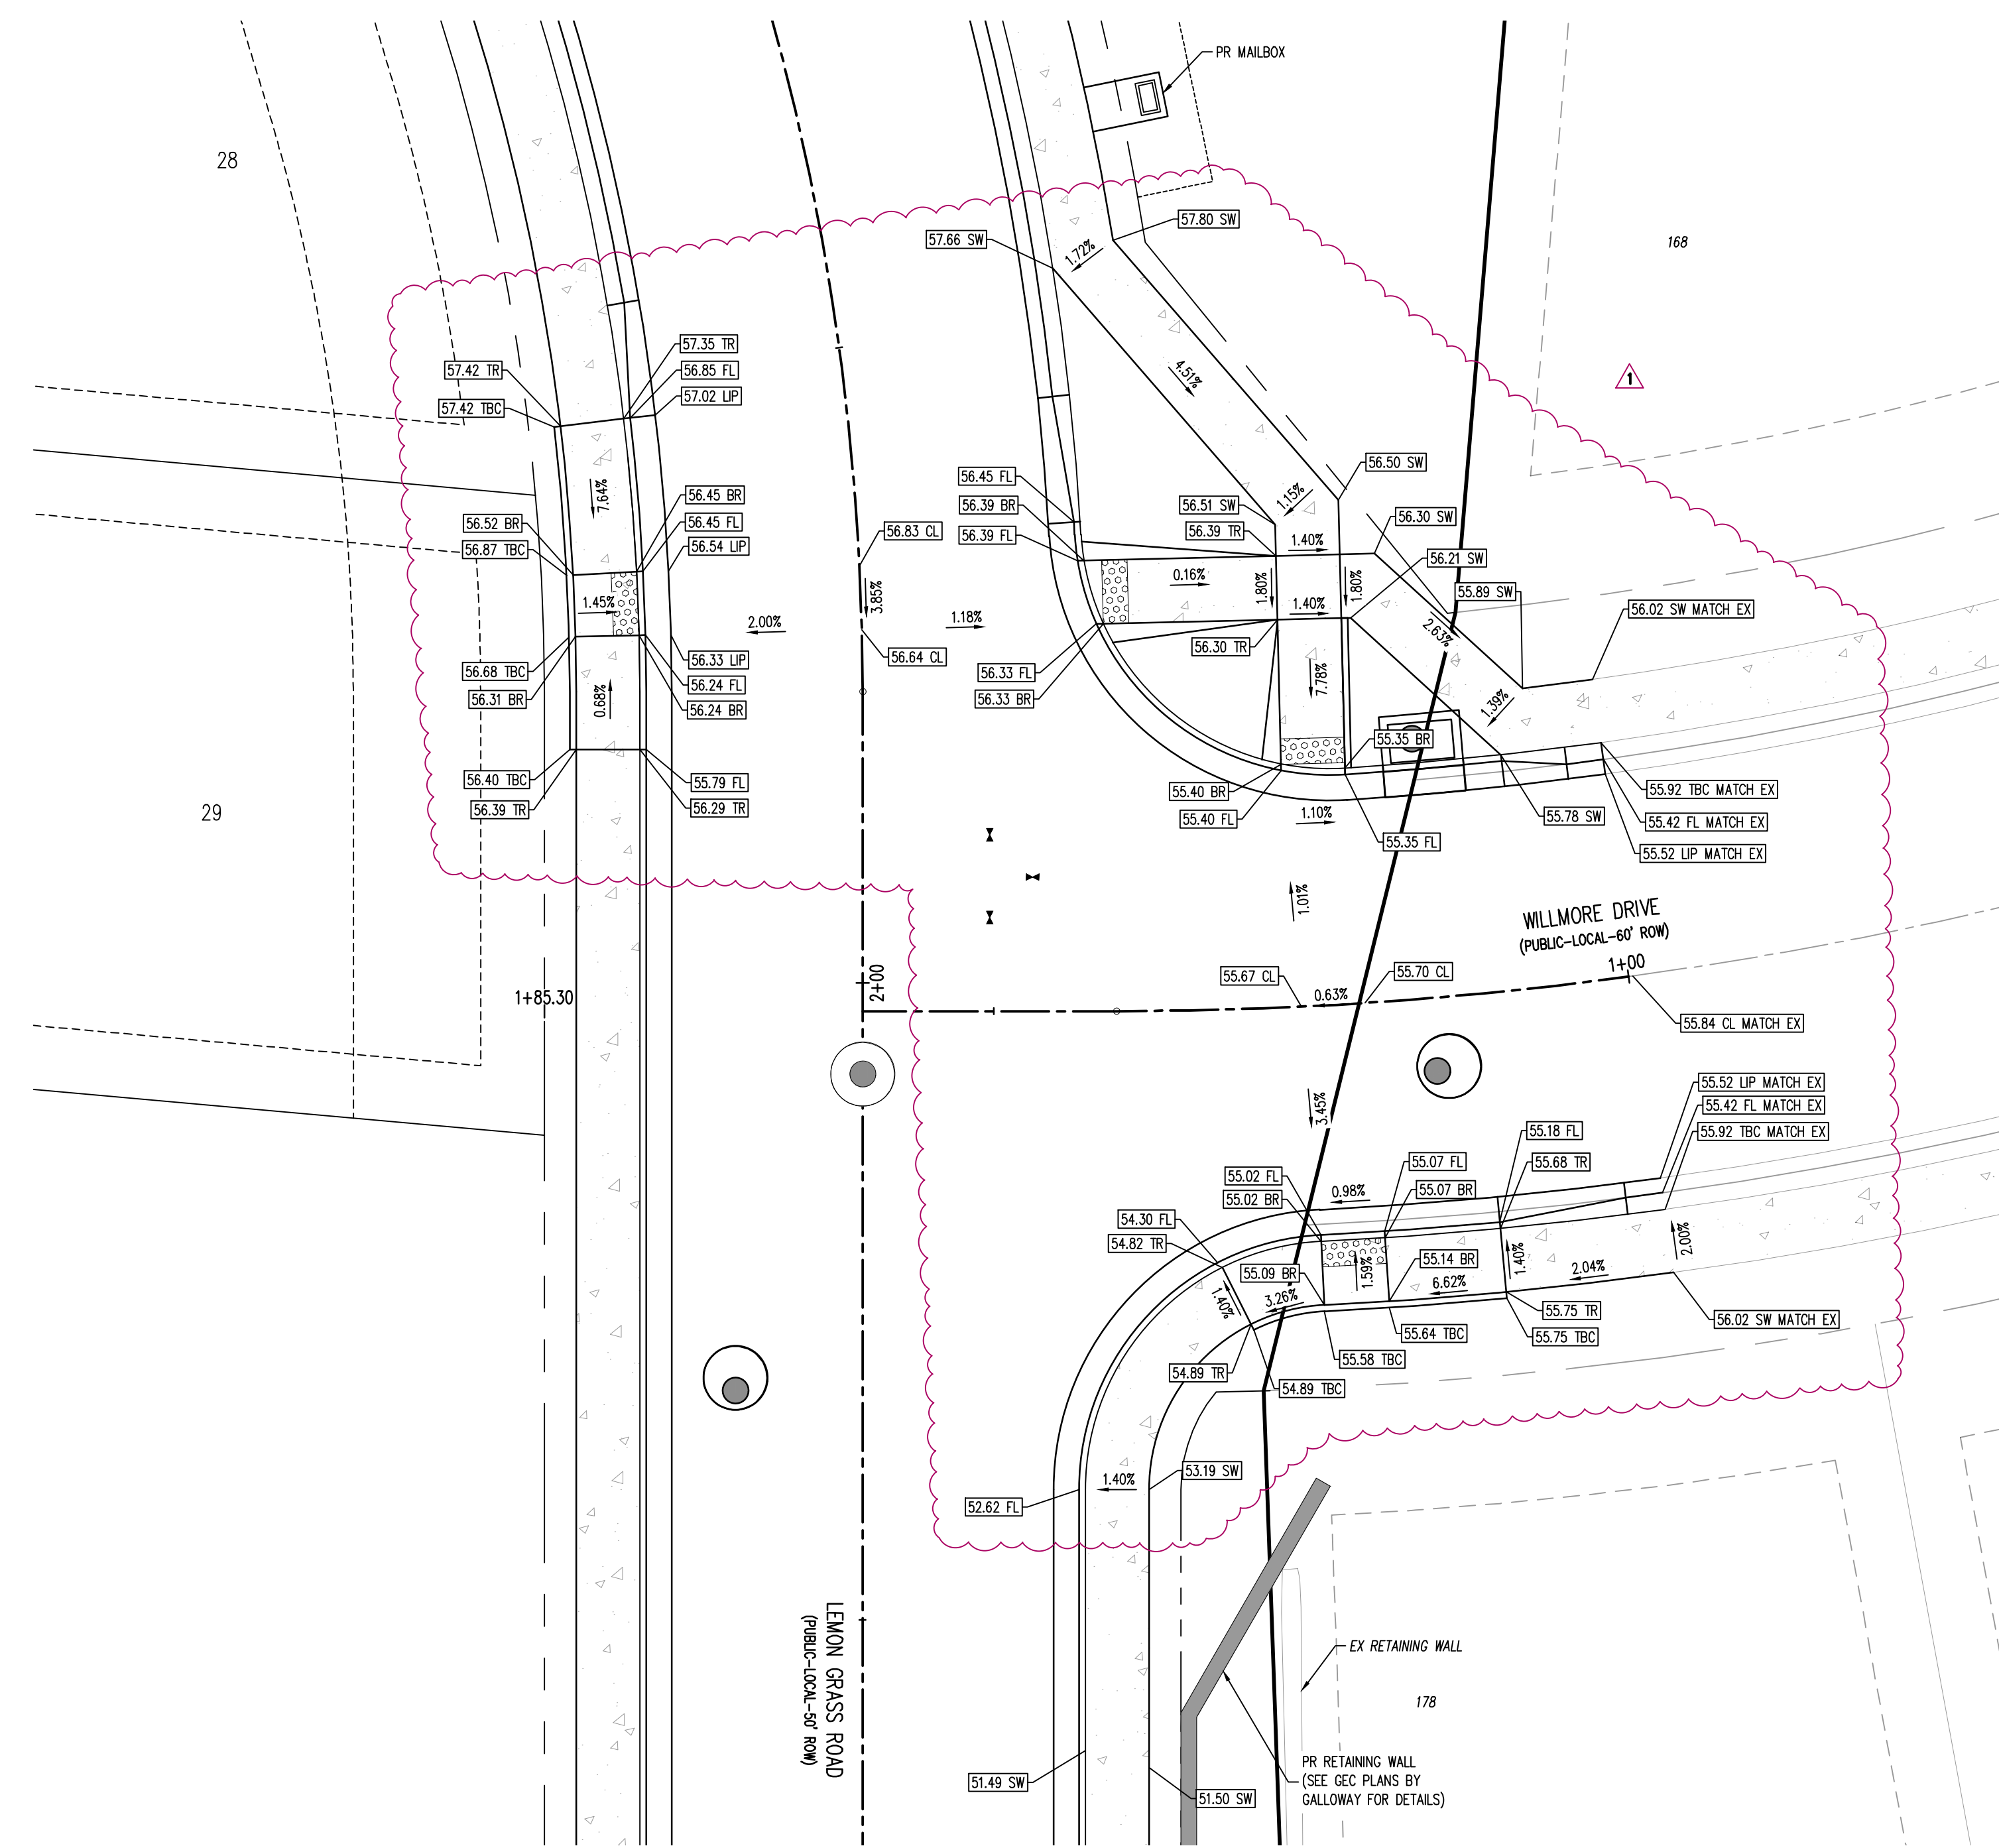 PR MAILBOX
28
168
57.80 SW
57.66 SW
1.72%
57.35 TR
57.42 TR
56.85 FL
57.02 LIP
57.42 TBC
4.51%
1
7.64%
56.45 BR
56.52 BR
56.45 FL
56.87 TBC
56.54 LIP
1.45%
56.83 CL
3.85%
2.00%
1.18%
56.64 CL
56.45 FL
56.39 BR
56.39 FL
56.51 SW
56.39 TR
1.15%
56.50 SW
56.30 SW
1.40%
56.21 SW
0.16%
1.80%
1.80%
1.40%
55.89 SW
56.02 SW MATCH EX
2.63%
56.30 TR
56.33 FL
56.33 BR
7.78%
1.39%
56.68 TBC
56.31 BR
0.68%
56.33 LIP
56.24 FL
56.24 BR
56.40 TBC
56.39 TR
55.79 FL
56.29 TR
29
55.35 BR
55.40 BR
55.40 FL
1.10%
55.35 FL
55.78 SW
55.92 TBC MATCH EX
55.42 FL MATCH EX
55.52 LIP MATCH EX
1.01%
WILLMORE DRIVE
(PUBLIC-LOCAL-60' ROW)
1+00
55.67 CL
55.70 CL
0.63%
55.84 CL MATCH EX
1+85.30
2+00
3.45%
55.52 LIP MATCH EX
55.42 FL MATCH EX
55.92 TBC MATCH EX
55.18 FL
55.68 TR
55.07 FL
55.07 BR
55.02 FL
55.02 BR
0.98%
54.30 FL
54.82 TR
55.09 BR
1.59%
55.14 BR
1.40%
2.00%
2.04%
6.62%
3.26%
1.40%
55.75 TR
55.75 TBC
56.02 SW MATCH EX
55.64 TBC
55.58 TBC
54.89 TR
54.89 TBC
1.40%
53.19 SW
52.62 FL
LEMON GRASS ROAD
(PUBLIC-LOCAL-50' ROW)
EX RETAINING WALL
178
PR RETAINING WALL
(SEE GEC PLANS BY
GALLOWAY FOR DETAILS)
51.49 SW
51.50 SW